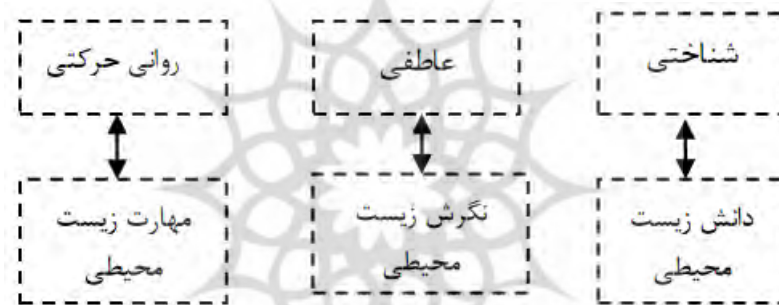 شناختی
عاطفی
روانی حرکتی
دانش زیست
محیطی
نگرش زیست
محیطی
مهارت زیست
محیطی